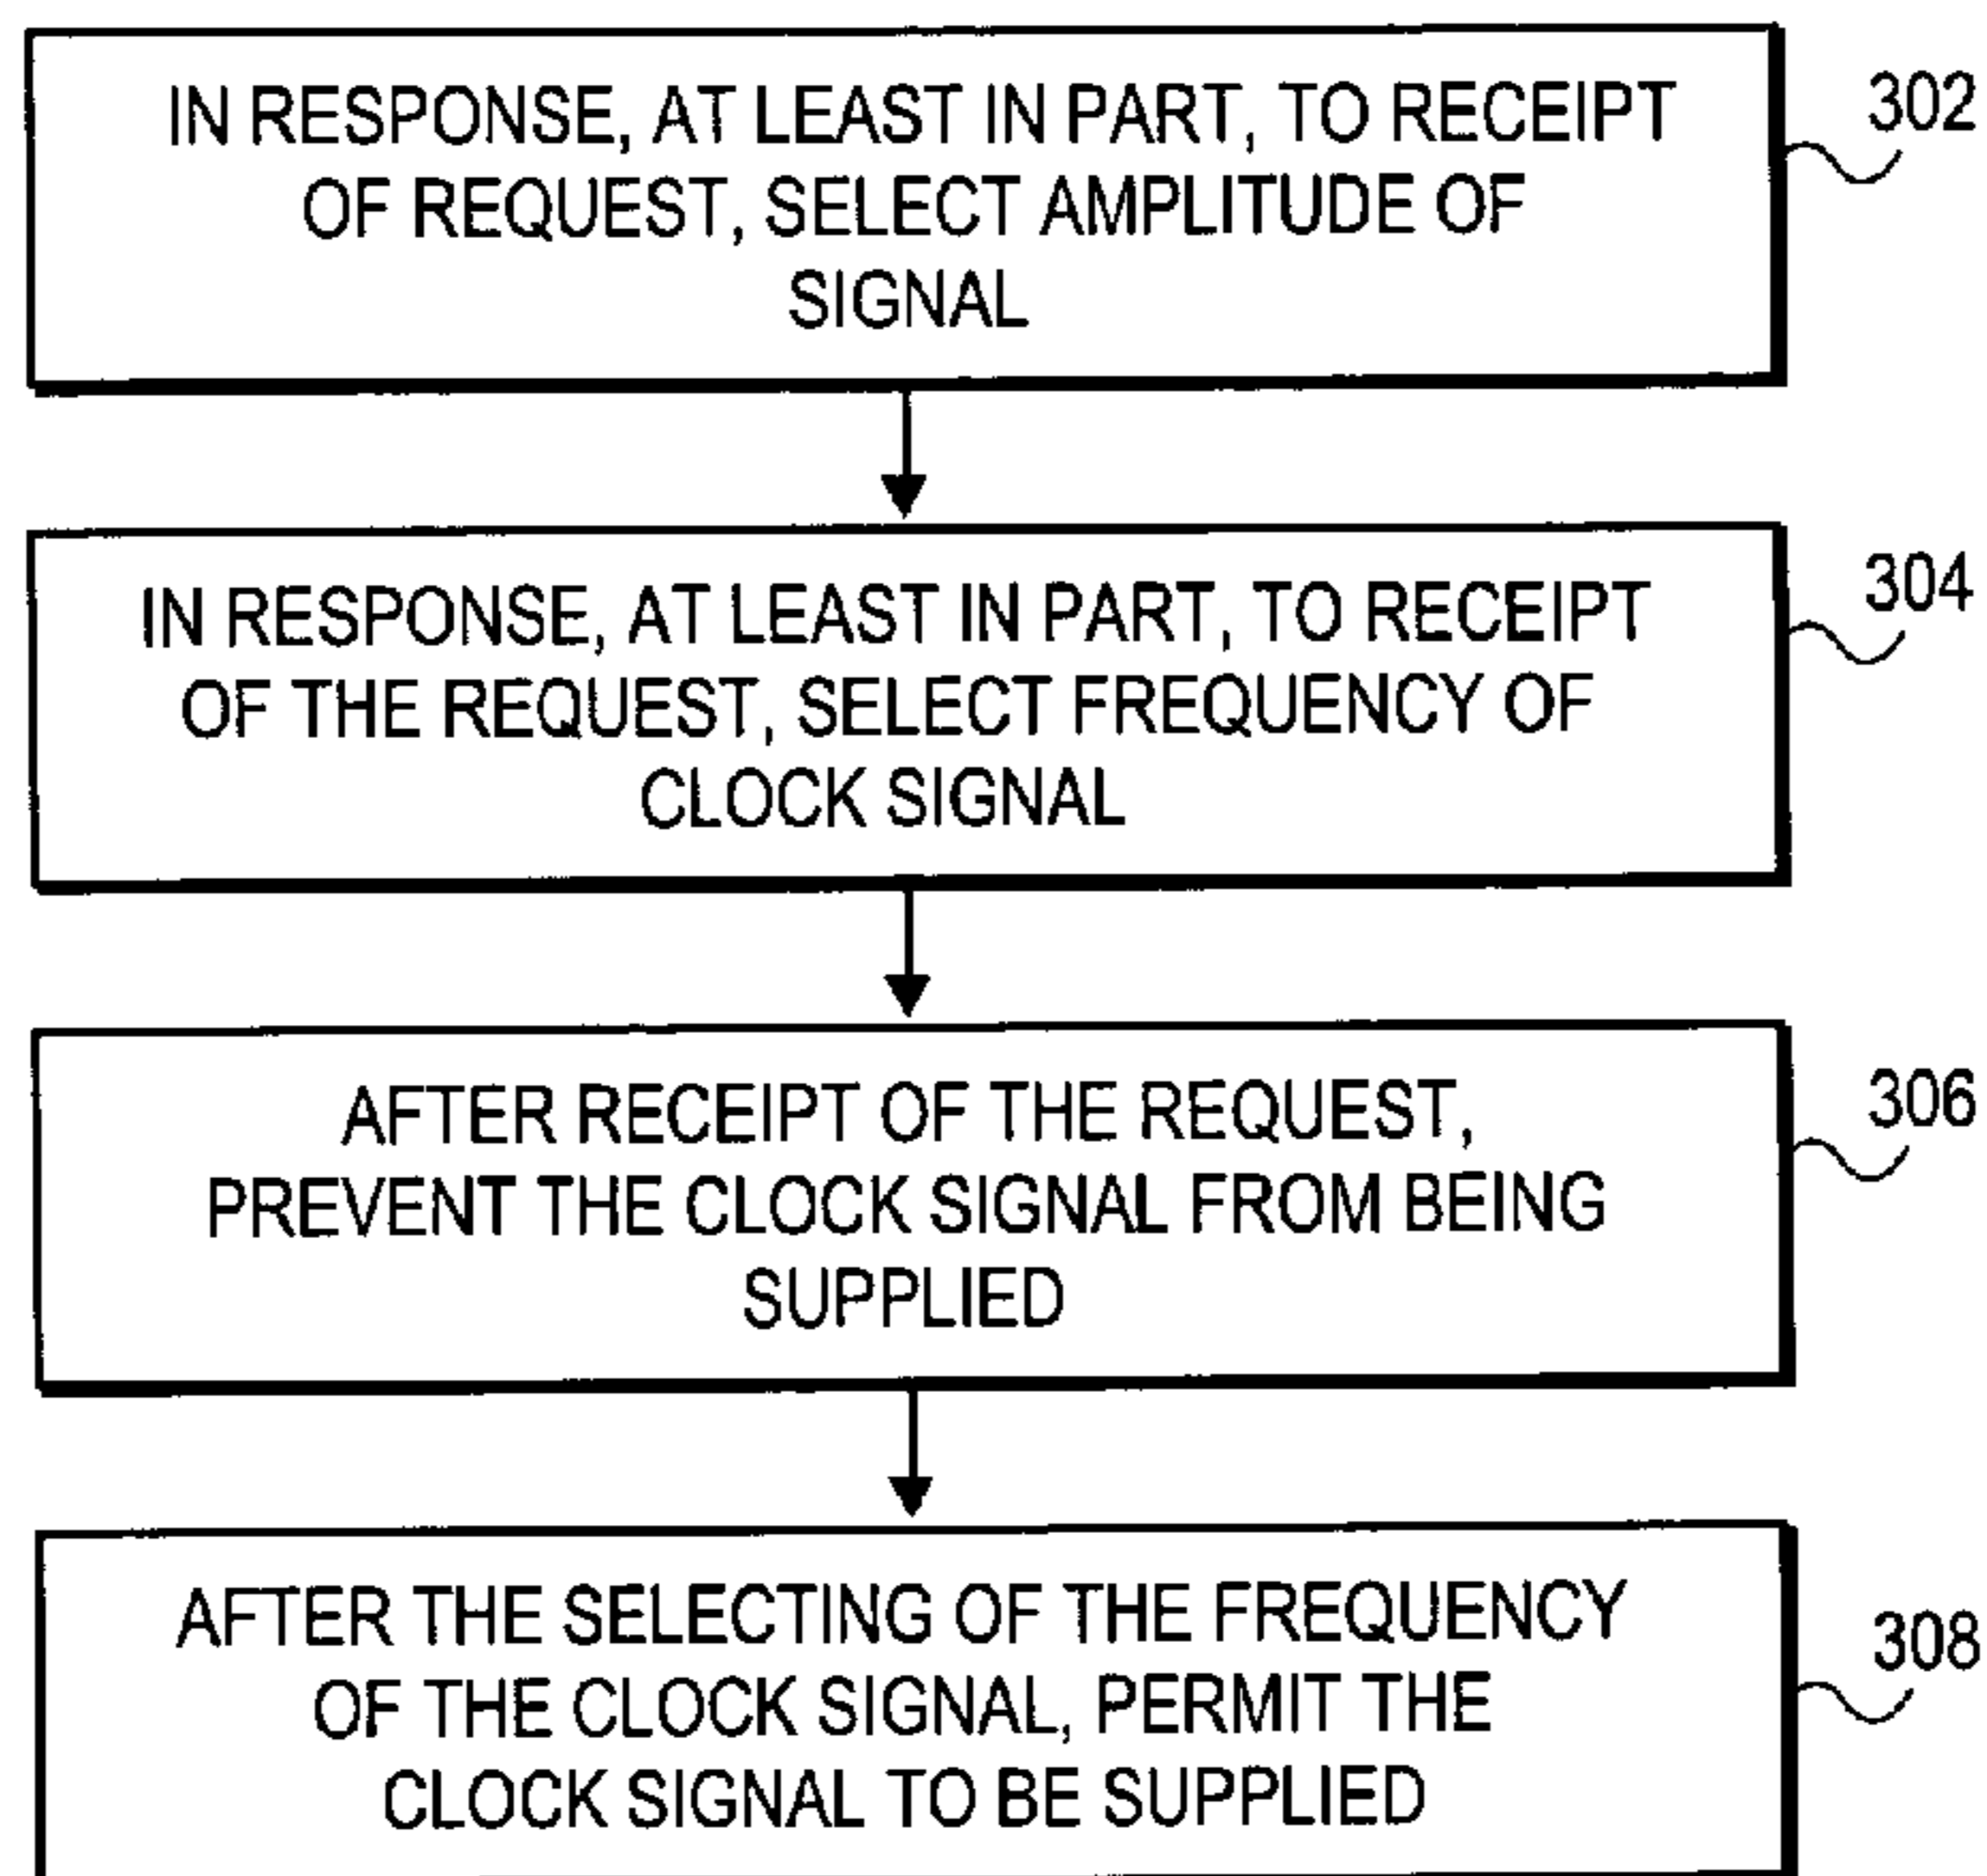 IN RESPONSE, AT LEAST IN PART, TO RECEIPT
OF REQUEST, SELECT AMPLITUDE OF
SIGNAL
302
IN RESPONSE, AT LEAST IN PART, TO RECEIPT
OF THE REQUEST, SELECT FREQUENCY OF
CLOCK SIGNAL
304
AFTER RECEIPT OF THE REQUEST,
PREVENT THE CLOCK SIGNAL FROM BEING
SUPPLIED
306
AFTER THE SELECTING OF THE FREQUENCY
OF THE CLOCK SIGNAL, PERMIT THE
CLOCK SIGNAL TO BE SUPPLIED
308